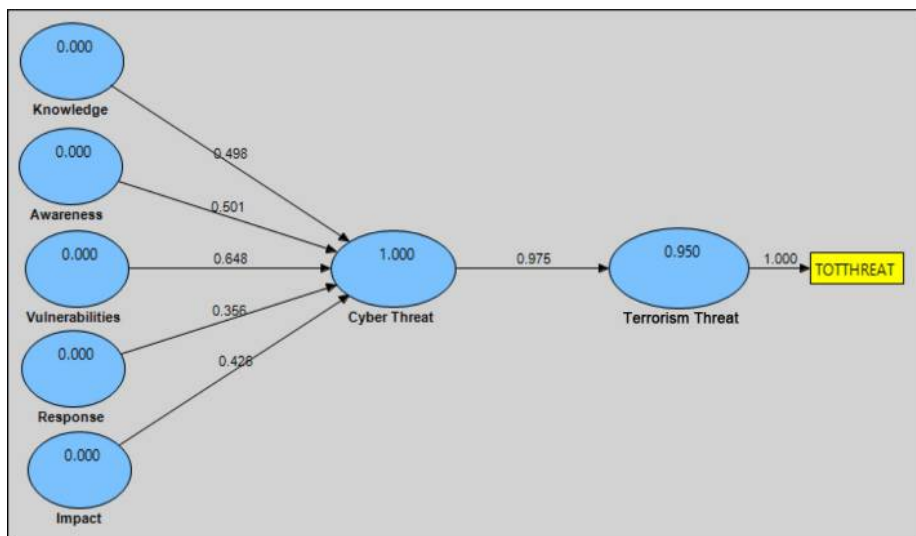 0.000
Knowledge
0.498
0.000
Awareness
0.501
0.000
Vulnerabilities
0.648
0.000
Response
0.356
0.000
Impact
0.428
1.000
Cyber Threat
0.975
0.950
Terrorism Threat
1.000
TOTTHREAT